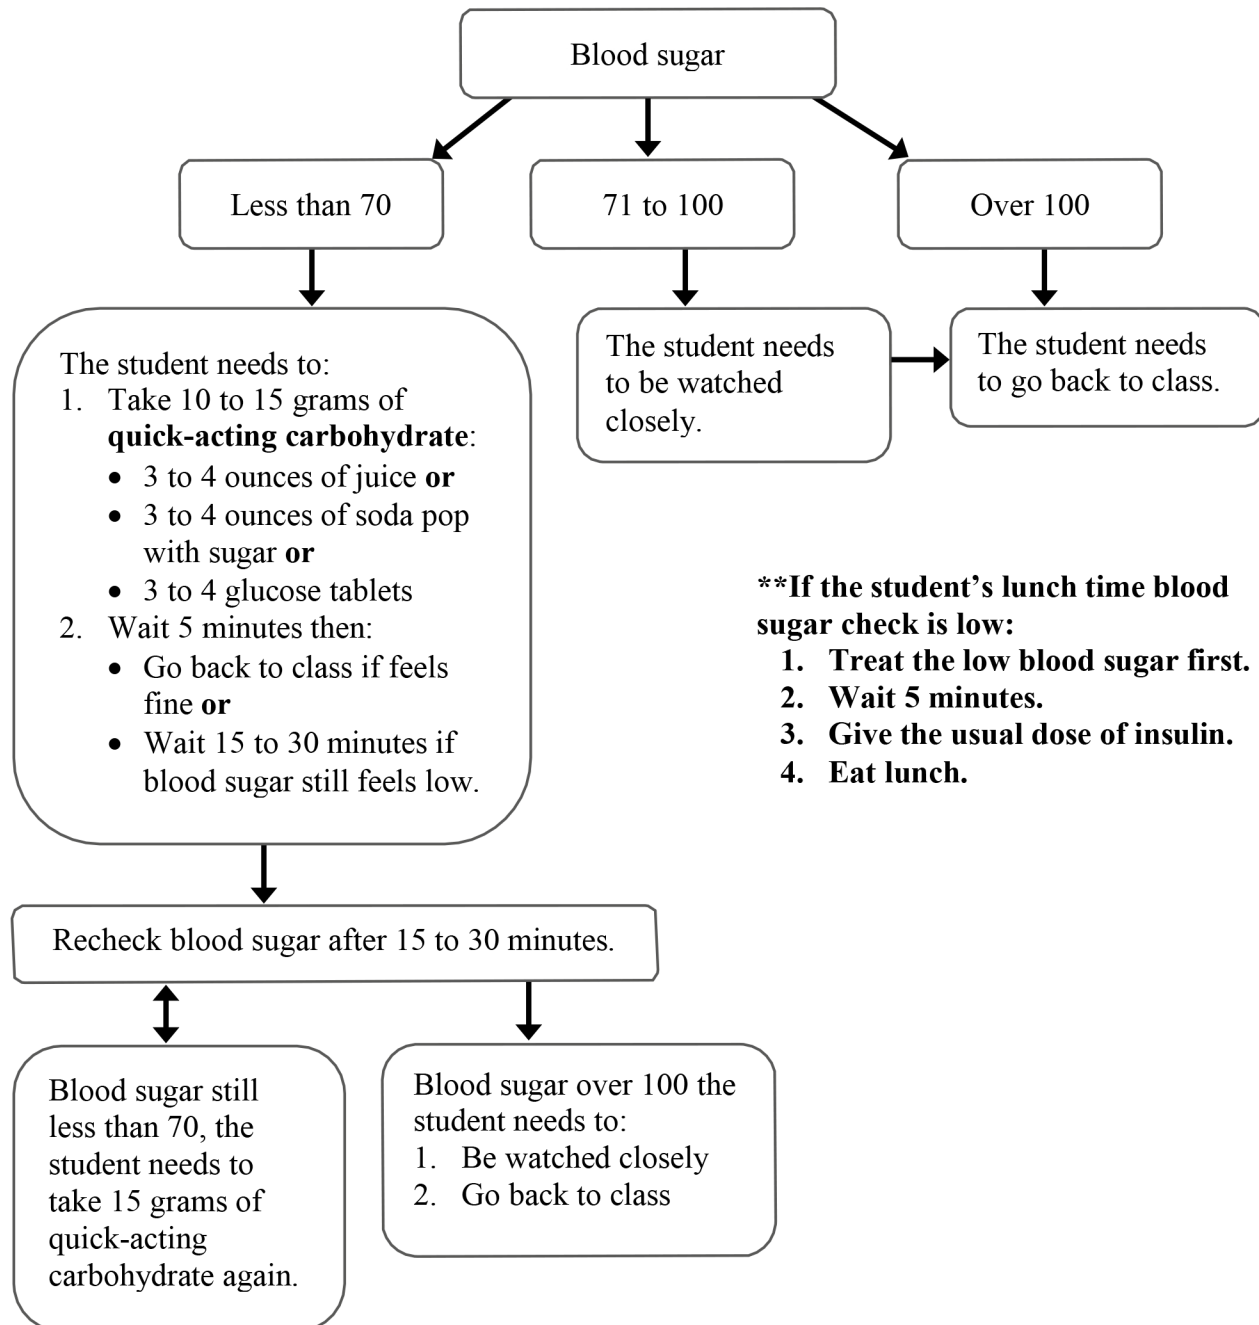 Blood sugar
Less than 70
71 to 100
Over 100
The student needs to:
1. Take 10 to 15 grams of
quick-acting carbohydrate:
• 3 to 4 ounces of juice or
• 3 to 4 ounces of soda pop
with sugar or
• 3 to 4 glucose tablets
2. Wait 5 minutes then:
• Go back to class if feels
fine or
• Wait 15 to 30 minutes if
blood sugar still feels low.
The student needs
to be watched
closely.
The student needs
to go back to class.
**If the student’s lunch time blood
sugar check is low:
1. Treat the low blood sugar first.
2. Wait 5 minutes.
3. Give the usual dose of insulin.
4. Eat lunch.
Recheck blood sugar after 15 to 30 minutes.
Blood sugar still
less than 70, the
student needs to
take 15 grams of
quick-acting
carbohydrate again.
Blood sugar over 100 the
student needs to:
1. Be watched closely
2. Go back to class